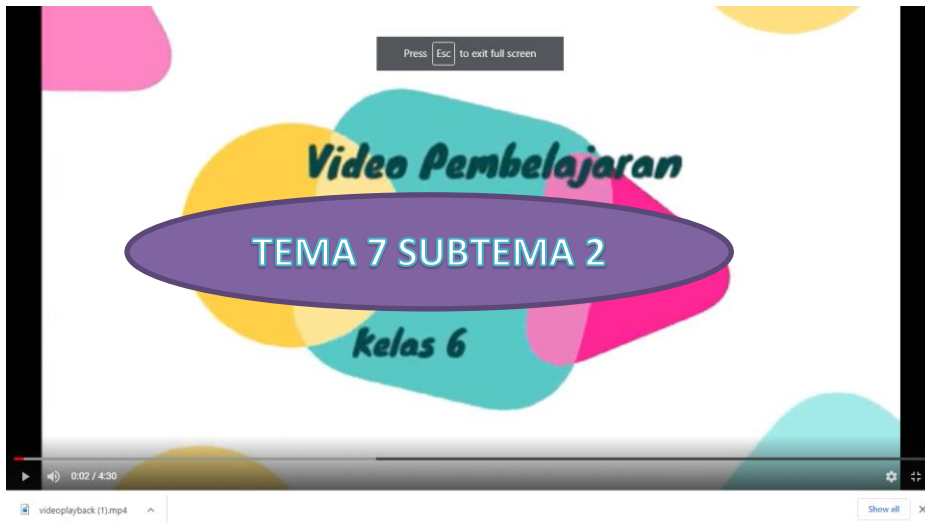 Press Esc to exit full screen
Video Pembelajaran
TEMA 7 SUBTEMA 2
Kelas 6
0:02 / 4:30
videoplayback (1).mp4
Show all